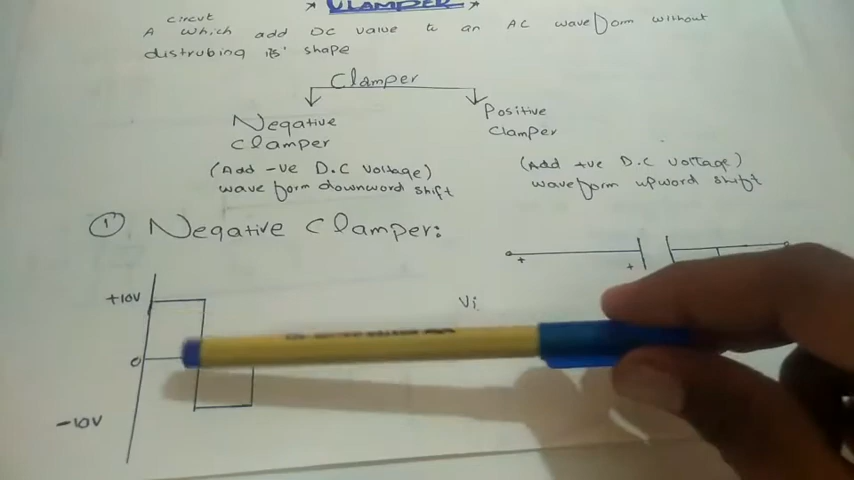 * CLAMPER *
circut
A which add DC value to an AC waveform without
distrubing its' shape
Clamper
Negative
Clamper
(Add -ve D.C Voltage)
wave form downword shift
Positive
Clamper
(Add +ve D.C voltage)
waveform upword shift
① Negative Clamper:
+10V
0
-10V
+
+
Vi